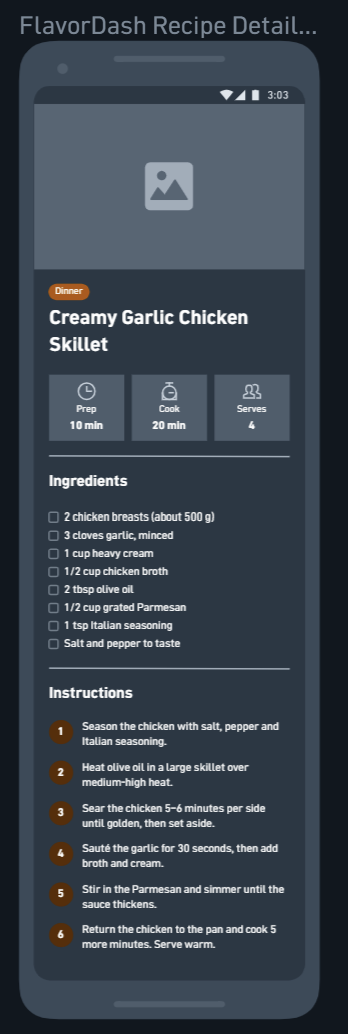 FlavorDash Recipe Detail...
3:03
Dinner
Creamy Garlic Chicken
Skillet
Prep
10 min
Cook
20 min
Serves
4
Ingredients
2 chicken breasts (about 500 g)
3 cloves garlic, minced
1 cup heavy cream
1/2 cup chicken broth
2 tbsp olive oil
1/2 cup grated Parmesan
1 tsp Italian seasoning
Salt and pepper to taste
Instructions
1 Season the chicken with salt, pepper and
Italian seasoning.
2 Heat olive oil in a large skillet over
medium-high heat.
3 Sear the chicken 5–6 minutes per side
until golden, then set aside.
4 Sauté the garlic for 30 seconds, then add
broth and cream.
5 Stir in the Parmesan and simmer until the
sauce thickens.
6 Return the chicken to the pan and cook 5
more minutes. Serve warm.